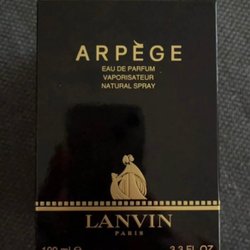 ARPÈGE
EAU DE PARFUM
VAPORISATEUR
NATURAL SPRAY
LANVIN
PARIS
100 ml ℮ 3.3 FL.OZ